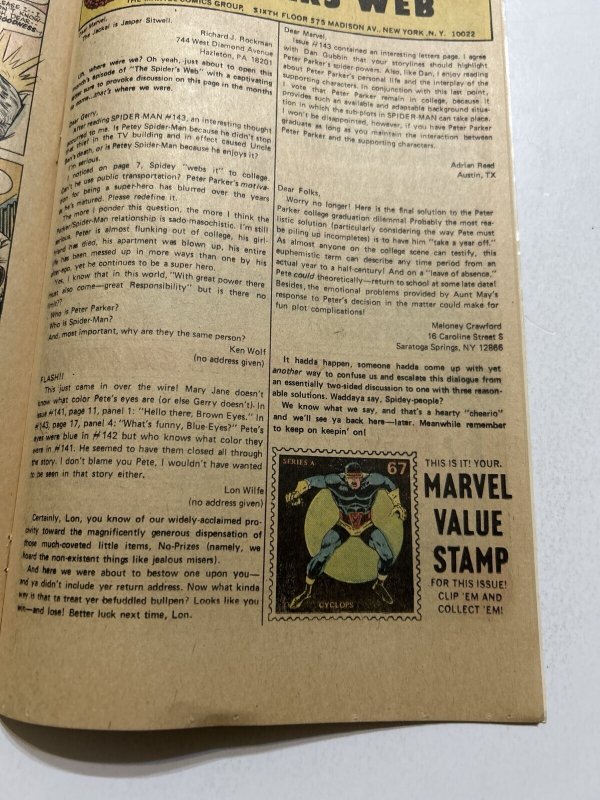 WEB
THE MARVEL COMICS GROUP, SIXTH FLOOR 575 MADISON AV., NEW YORK, N. Y. 10022
Dear Marvel,
The Jackal is Jasper Sitwell.
Richard J. Rockman
744 West Diamond Avenue
Hazleton, PA 18201
where were? Oh yeah, just about to open this
month's episode of "The Spider's Web" with a captivating
sure to provoke discussion on this page in the months
that's where we were.
Dear Gerry,
After reading SPIDER-MAN #143, an interesting thought
to me. Is Petey Spider-Man because he didn't stop
thief in the TV building and in effect caused Uncle
Ben's death, or is Petey Spider-Man because he enjoys it?
I'm serious.
I noticed on page 7, Spidey "webs it" to college.
Can't he use public transportation? Peter Parker's motiva-
tion for being a super-hero has blurred over the years
he's matured. Please redefine it.
The more I ponder this question, the more I think the
Parker/Spider-Man relationship is sado-masochistic. I'm still
serious. Peter is almost flunking out of college, his girl-
friend has died, his apartment was blown up, his entire
life has been messed up in more ways than one by his
alter-ego, yet he continues to be a super hero.
Yes, I know that in this world, "With great power there
must also come—great Responsibility" but is there no
limit??
Who is Peter Parker?
Who is Spider-Man?
And, most important, why are they the same person?
Ken Wolf
(no address given)
FLASH!!
This just came in over the wire! Mary Jane doesn't
know what color Pete's eyes are (or else Gerry doesn't). In
issue #141, page 11, panel 1: "Hello there, Brown Eyes." In
#143, page 17, panel 4: "What's funny, Blue Eyes?" Pete's
eyes were blue in #142 but who knows what color they
were in #141. He seemed to have them closed all through
the story. I don't blame you Pete, I wouldn't have wanted
to be seen in that story either.
Lon Wilfe
(no address given)
Certainly, Lon, you know of our widely-acclaimed pro-
clivity toward the magnificently generous dispensation of
those much-coveted little items, No-Prizes (namely, we
hoard the non-existent things like jealous misers).
And here we were about to bestow one upon you—
and ya didn't include yer return address. Now what kinda
way is that ta treat yer befuddled bullpen? Looks like you
win—and lose! Better luck next time, Lon.
Dear Marvel,
Issue #143 contained an interesting letters page. I agree
with Dan Gubbin that your storylines should highlight
Peter Parker's spider-powers. Also, like Dan, I enjoy reading
about Peter Parker's personal life and the interplay of the
supporting characters. In conjunction with this last point,
I vote that Peter Parker remain in college, because it
provides such an available and adaptable background situa-
tion in which the sub-plots in SPIDER-MAN can take place.
I won't be disappointed, however, if you have Peter Parker
graduate as long as you maintain the interaction between
Peter Parker and the supporting characters.
Adrian Reed
Austin, TX
Dear Folks,
Worry no longer! Here is the final solution to the Peter
Parker college graduation dilemma! Probably the most rea-
listic solution (particularly considering the way Pete must
be piling up incompletes) is to have him "take a year off."
As almost anyone on the college scene can testify, this
euphemistic term can describe any time period from an
actual year to a half-century! And on a "leave of absence,"
Pete could theoretically—return to school at some late date!
Besides, the emotional problems provided by Aunt May's
response to Peter's decision in the matter could make for
fun plot complications!
Meloney Crawford
16 Caroline Street S
Saratoga Springs, NY 12866
It hadda happen, someone hadda come up with yet
another way to confuse us and escalate this dialogue from
an essentially two-sided discussion to one with three reason-
able solutions. Waddaya say, Spidey-people?
We know what we say, and that's a hearty "cheerio"
and we'll see ya back here—later. Meanwhile remember
to keep on keepin' on!
SERIES A
67
CYCLOPS
THIS IS IT! YOUR.
MARVEL
VALUE
STAMP
FOR THIS ISSUE!
CLIP 'EM AND
COLLECT 'EM!